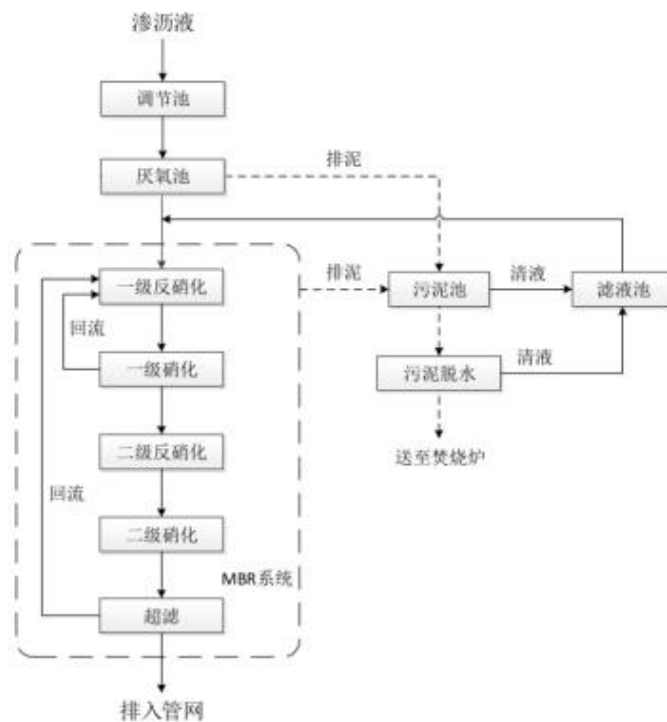 渗沥液
调节池
厌氧池
排泥
一级反硝化
排泥
污泥池
清液
滤液池
回流
一级硝化
污泥脱水
清液
二级反硝化
送至焚烧炉
回流
二级硝化
MBR系统
超滤
排入管网